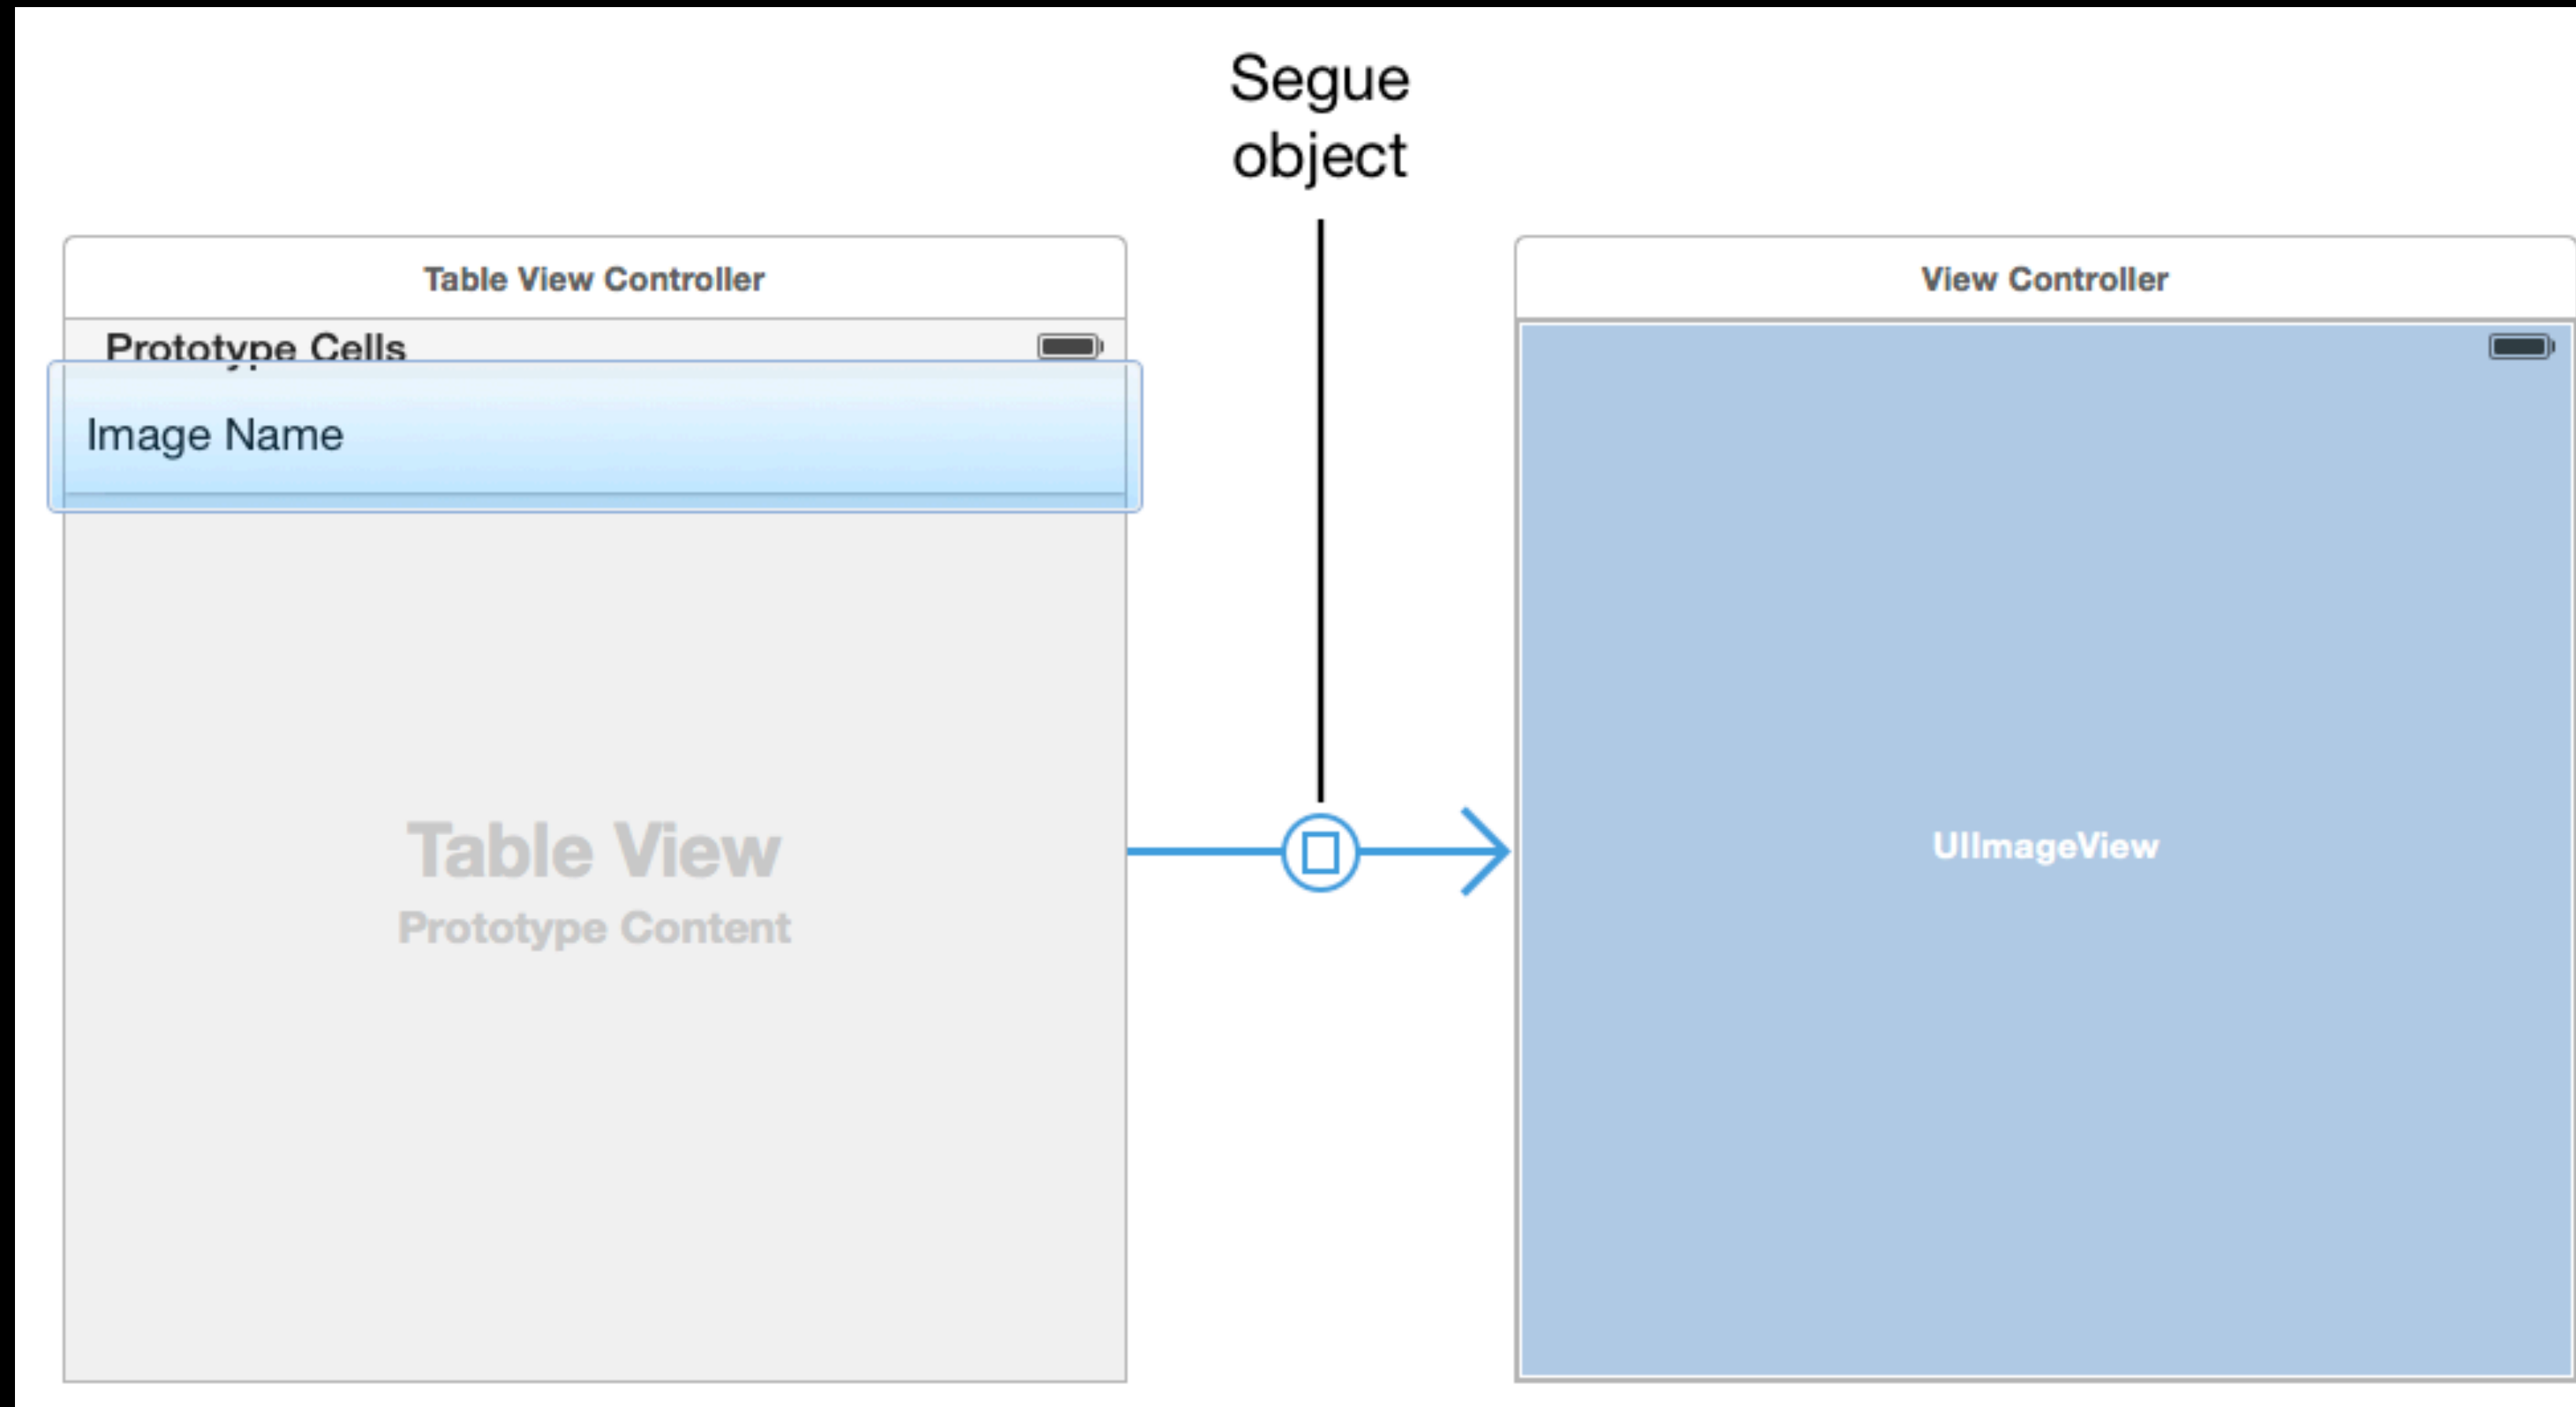 Segue
object
Table View Controller
Prototype Cells
Image Name
Table View
Prototype Content
View Controller
UIImageView